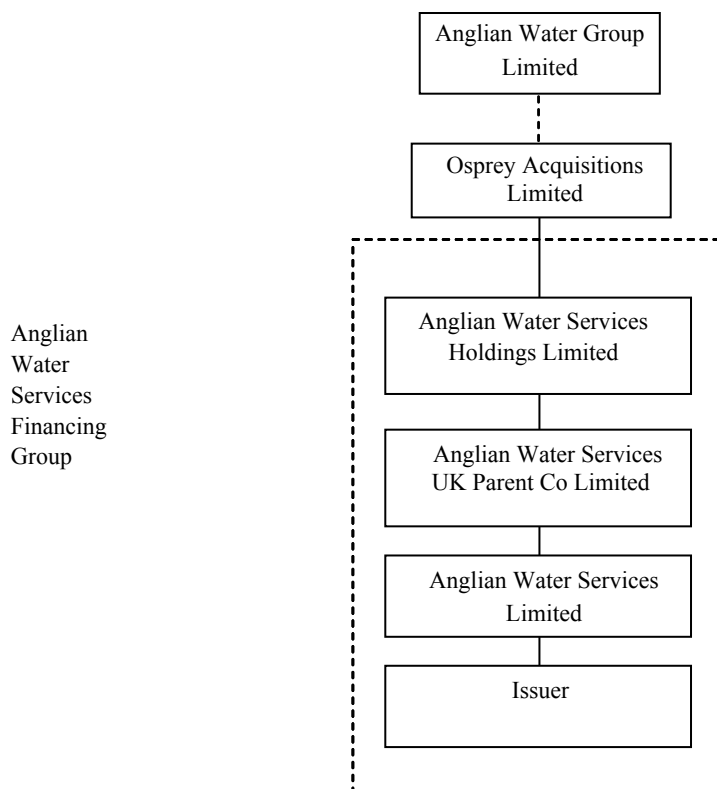 Anglian Water Group
Limited
Osprey Acquisitions
Limited
Anglian Water Services
Holdings Limited
Anglian
Water
Services
Financing
Group
Anglian Water Services
UK Parent Co Limited
Anglian Water Services
Limited
Issuer